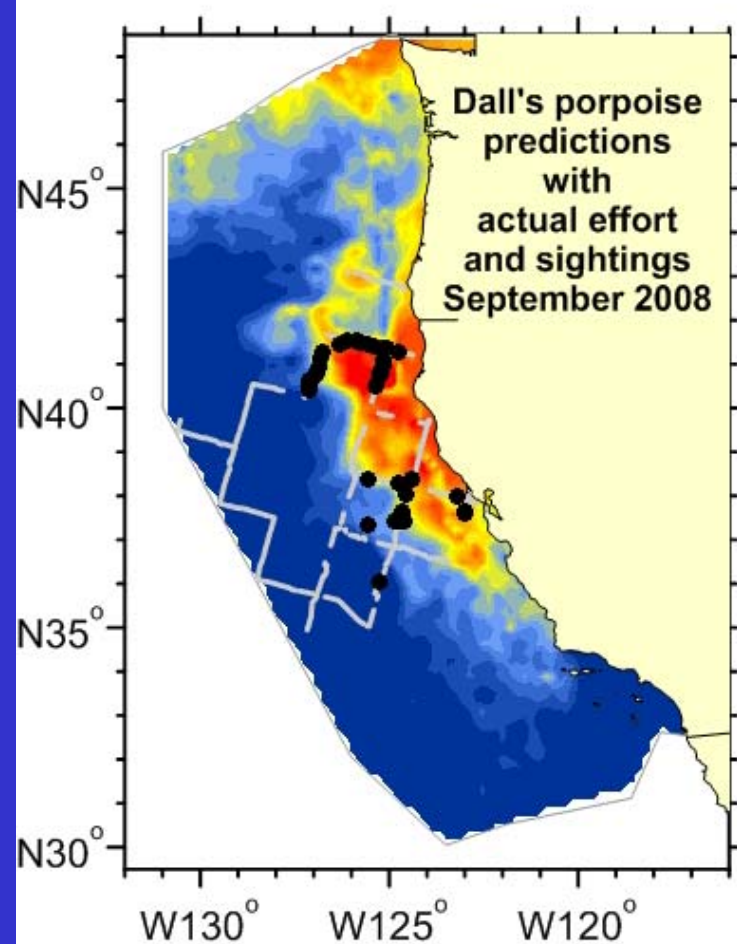 Dall's porpoise
predictions
with
actual effort
and sightings
September 2008
N45°
N40°
N35°
N30°
W130°
W125°
W120°